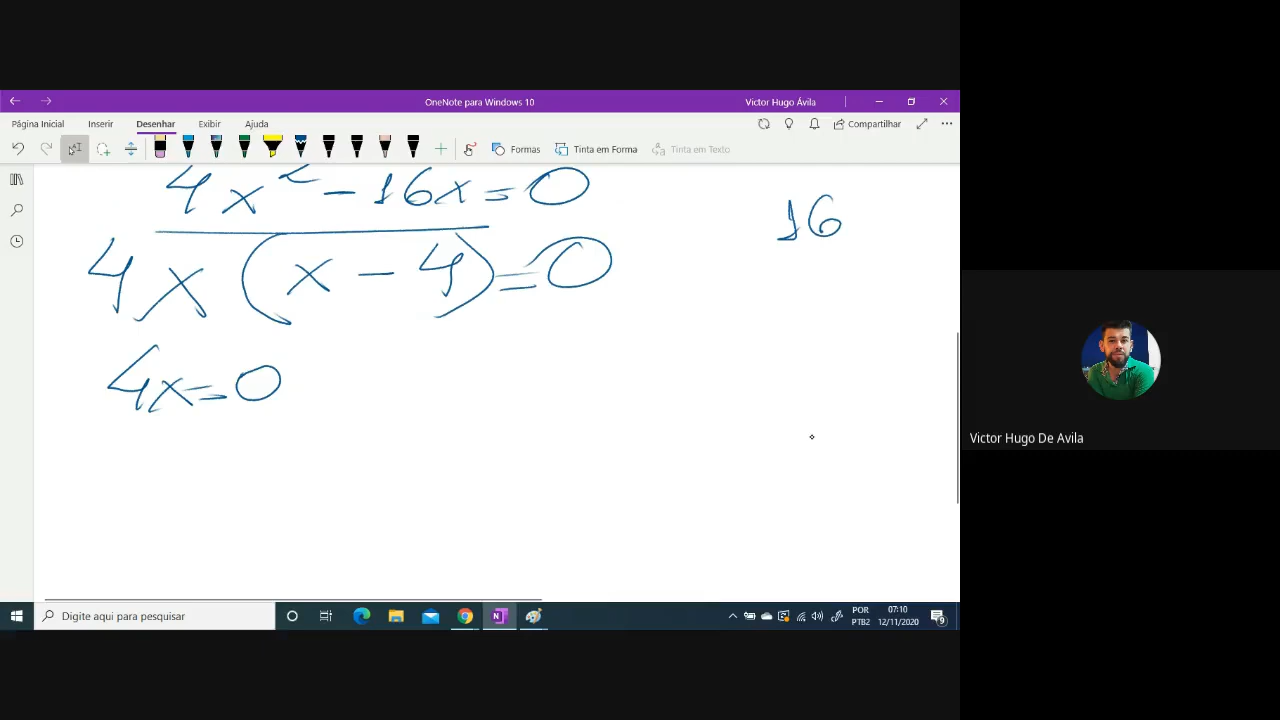 OneNote para Windows 10
Victor Hugo Ávila
Página Inicial Inserir Desenhar Exibir Ajuda
Compartilhar
Formas Tinta em Forma Tinta em Texto
4x² - 16x = 0
16
4x (x - 4) = 0
4x = 0
Victor Hugo De Avila
Digite aqui para pesquisar
POR 07:10
PTB2 12/11/2020
9